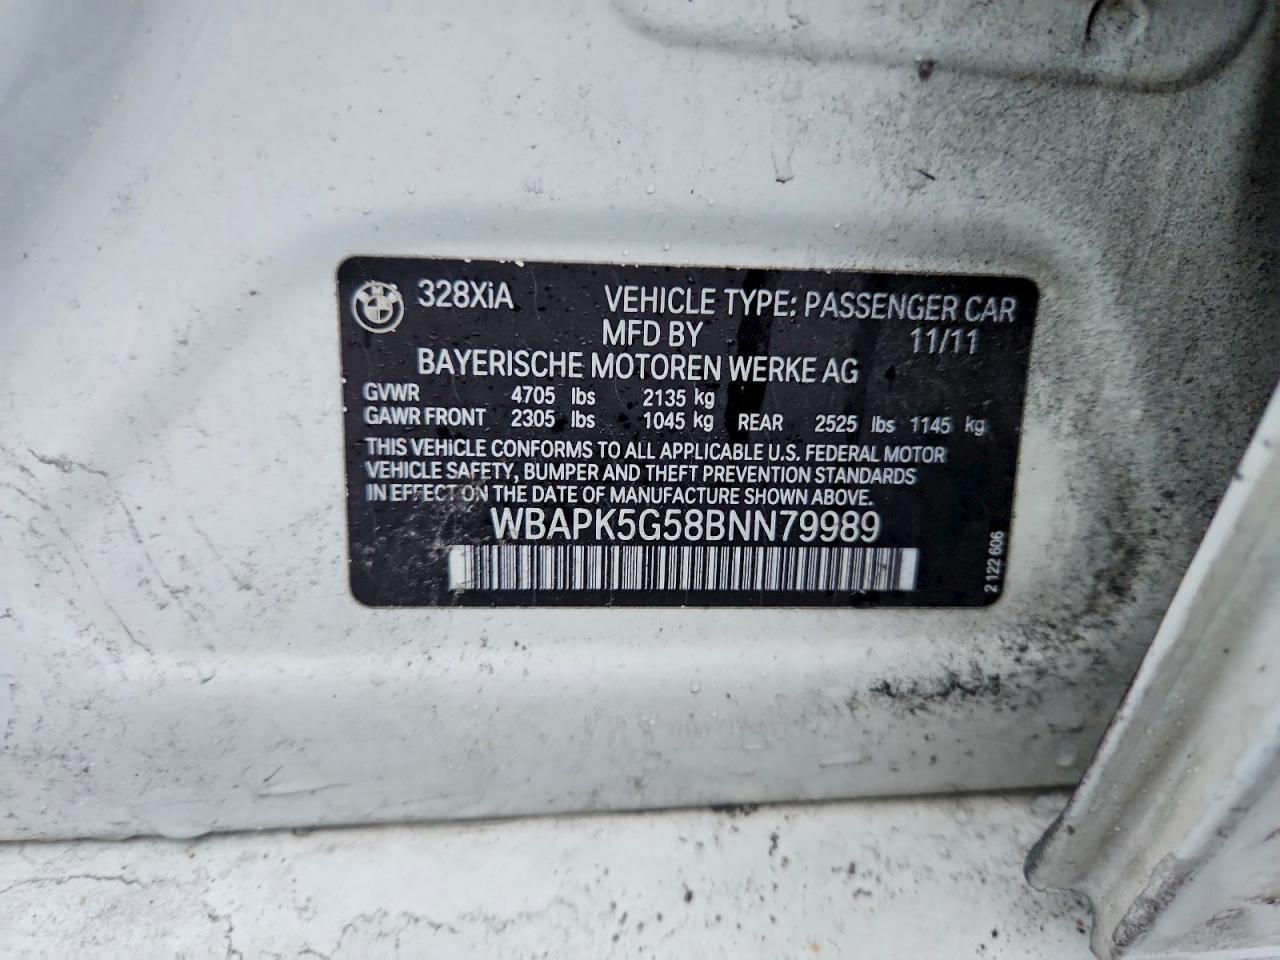 328XiA VEHICLE TYPE: PASSENGER CAR
MFD BY 11/11
BAYERISCHE MOTOREN WERKE AG
GVWR 4705 lbs 2135 kg
GAWR FRONT 2305 lbs 1045 kg REAR 2525 lbs 1145 kg
THIS VEHICLE CONFORMS TO ALL APPLICABLE U.S. FEDERAL MOTOR
VEHICLE SAFETY, BUMPER AND THEFT PREVENTION STANDARDS
IN EFFECT ON THE DATE OF MANUFACTURE SHOWN ABOVE.
WBAPK5G58BNN79989
2 122 606